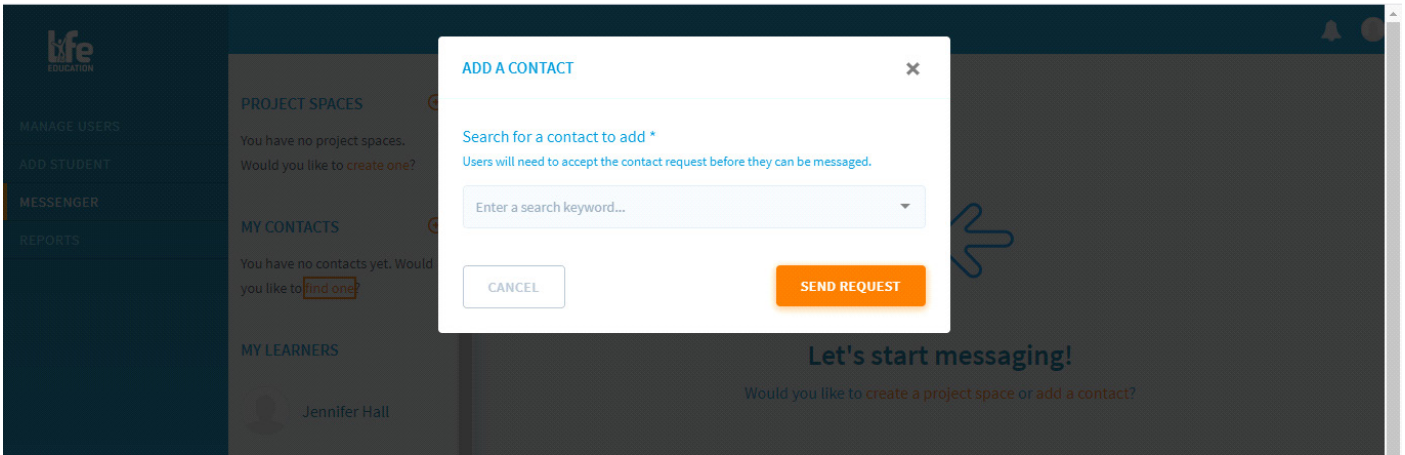 life
EDUCATION
MANAGE USERS
ADD STUDENT
MESSENGER
REPORTS
PROJECT SPACES
You have no project spaces.
Would you like to create one?
MY CONTACTS
You have no contacts yet. Would
you like to find one?
MY LEARNERS
Jennifer Hall
ADD A CONTACT
Search for a contact to add *
Users will need to accept the contact request before they can be messaged.
Enter a search keyword...
CANCEL
SEND REQUEST
Let's start messaging!
Would you like to create a project space or add a contact?